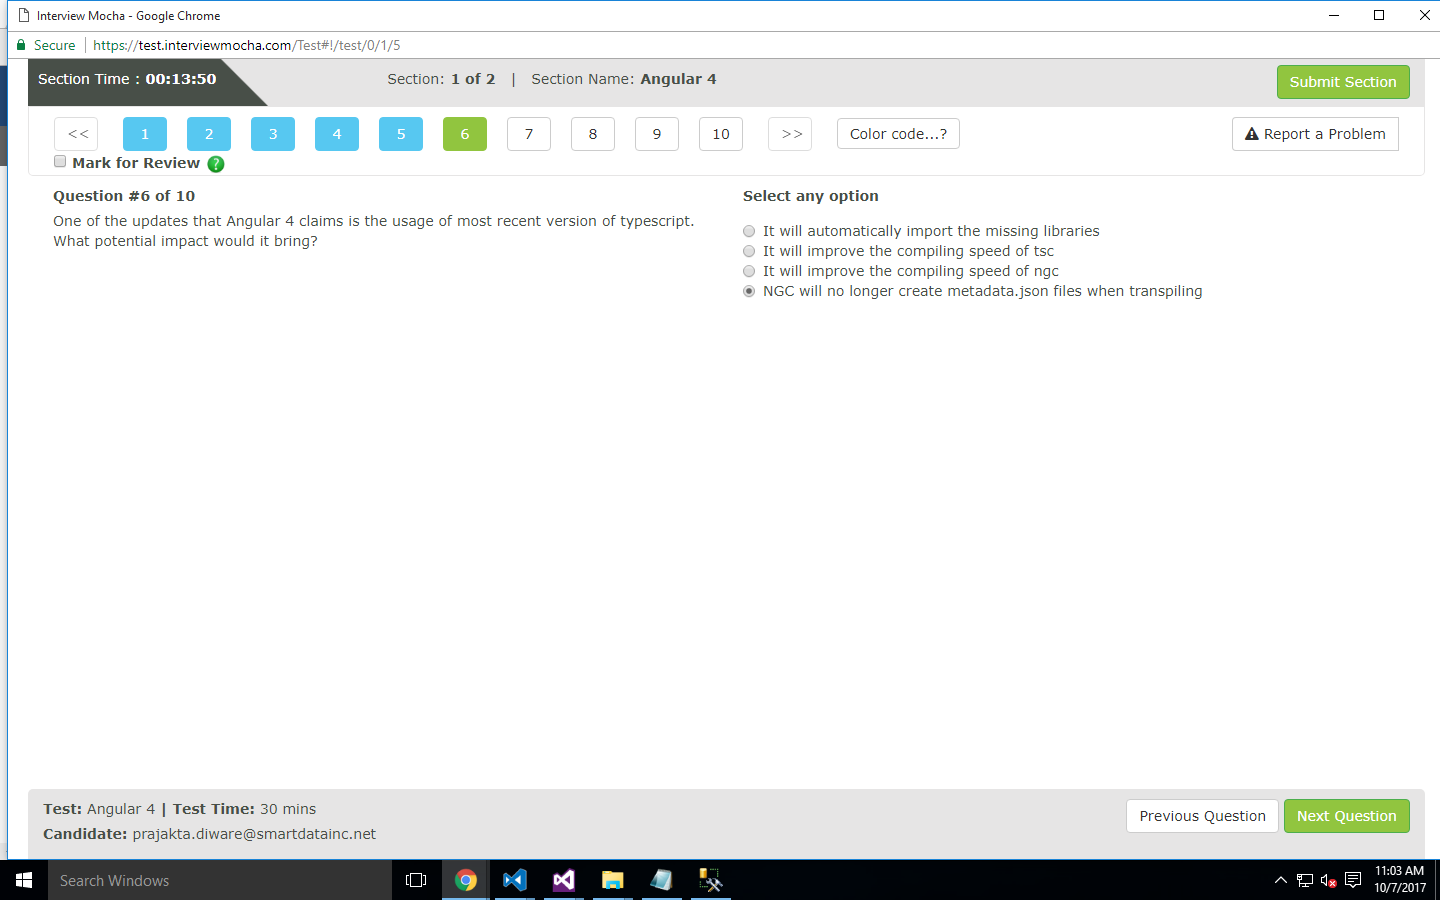 Interview Mocha - Google Chrome
Secure | https://test.interviewmocha.com/Test#!/test/0/1/5
Section Time : 00:13:50 Section: 1 of 2 | Section Name: Angular 4 Submit Section
<< 1 2 3 4 5 6 7 8 9 10 >> Color code...? Report a Problem
Mark for Review ?
Question #6 of 10
One of the updates that Angular 4 claims is the usage of most recent version of typescript.
What potential impact would it bring?
Select any option
It will automatically import the missing libraries
It will improve the compiling speed of tsc
It will improve the compiling speed of ngc
NGC will no longer create metadata.json files when transpiling
Test: Angular 4 | Test Time: 30 mins
Candidate: prajakta.diware@smartdatainc.net
Previous Question Next Question
Search Windows
11:03 AM
10/7/2017